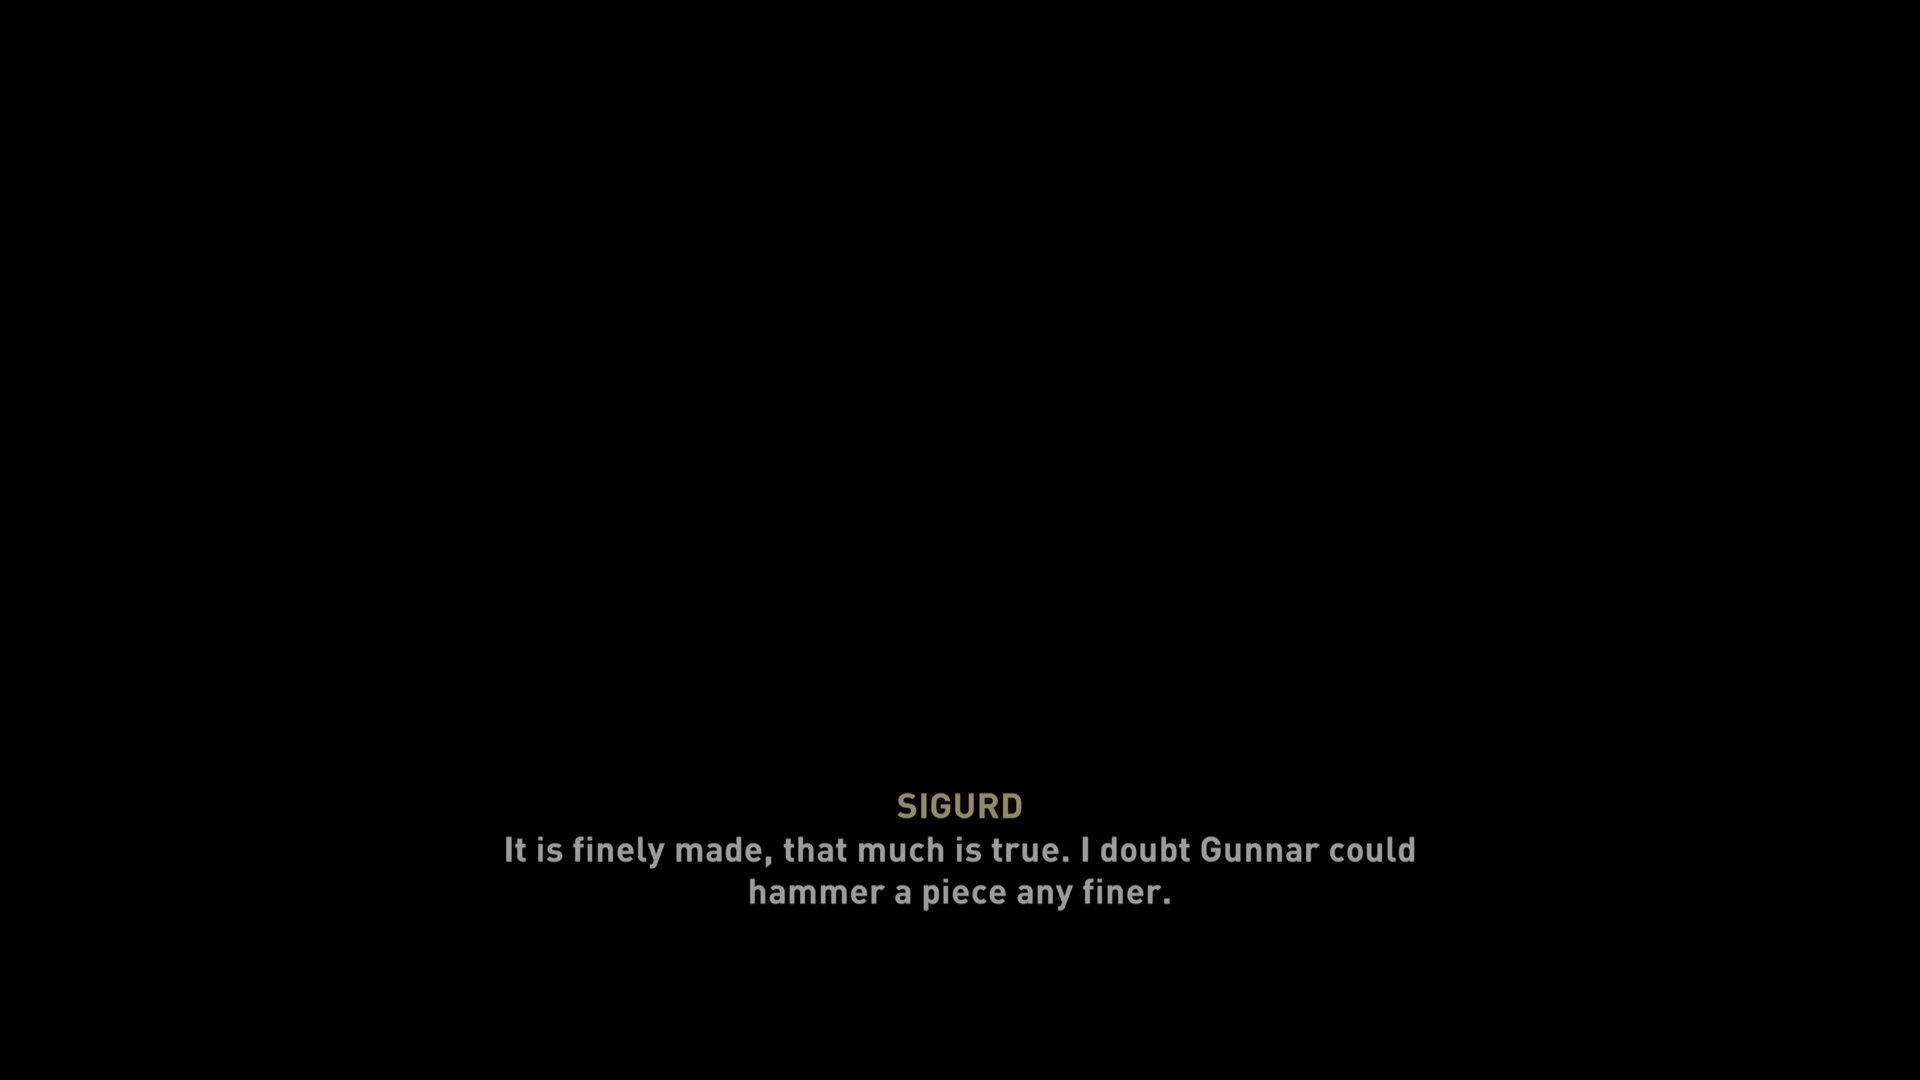 SIGURD
It is finely made, that much is true. I doubt Gunnar could
hammer a piece any finer.